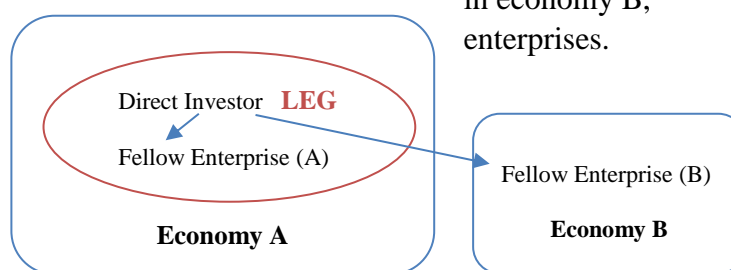 in economy B,
enterprises.
Direct Investor LEG
Fellow Enterprise (A)
Economy A
Fellow Enterprise (B)
Economy B